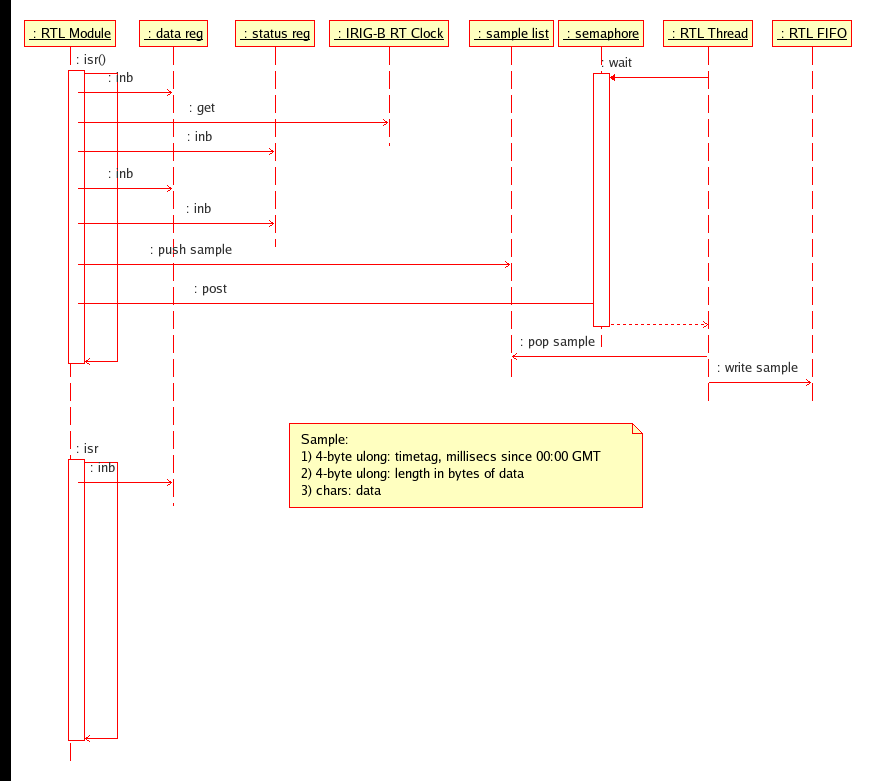 : RTL Module
: data reg
: status reg
: IRIG-B RT Clock
: sample list
: semaphore
: RTL Thread
: RTL FIFO
: isr()
: wait
: inb
: get
: inb
: inb
: inb
: push sample
: post
: pop sample
: write sample
Sample:
1) 4-byte ulong: timetag, millisecs since 00:00 GMT
2) 4-byte ulong: length in bytes of data
3) chars: data
: isr
: inb